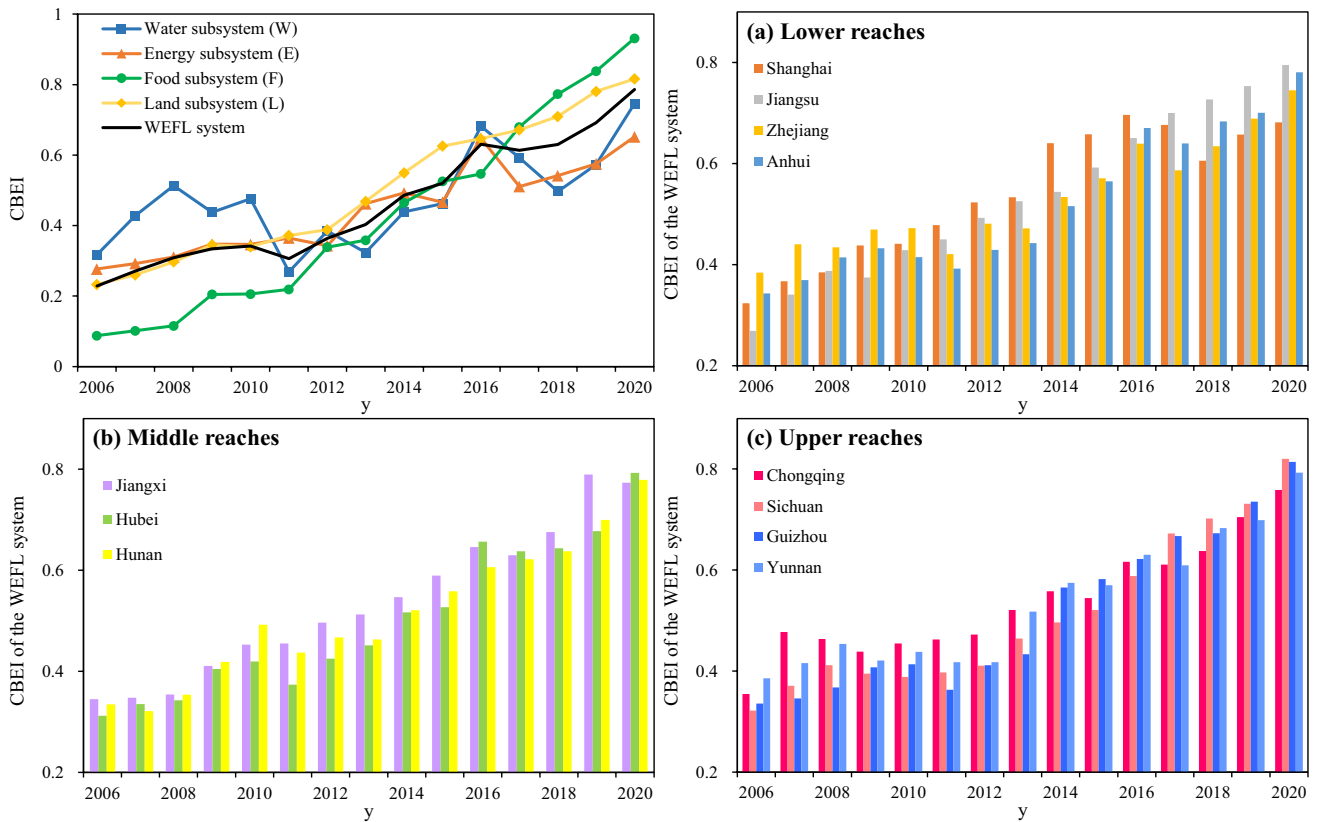 Water subsystem (W)
Energy subsystem (E)
Food subsystem (F)
Land subsystem (L)
WEFL system
CBEI
1
0.8
0.6
0.4
0.2
0
2006 2008 2010 2012 2014 2016 2018 2020
y
(a) Lower reaches
Shanghai
Jiangsu
Zhejiang
Anhui
CBEI of the WEFL system
0.8
0.6
0.4
0.2
2006 2008 2010 2012 2014 2016 2018 2020
y
(b) Middle reaches
Jiangxi
Hubei
Hunan
CBEI of the WEFL system
0.8
0.6
0.4
0.2
2006 2008 2010 2012 2014 2016 2018 2020
y
(c) Upper reaches
Chongqing
Sichuan
Guizhou
Yunnan
CBEI of the WEFL system
0.8
0.6
0.4
0.2
2006 2008 2010 2012 2014 2016 2018 2020
y